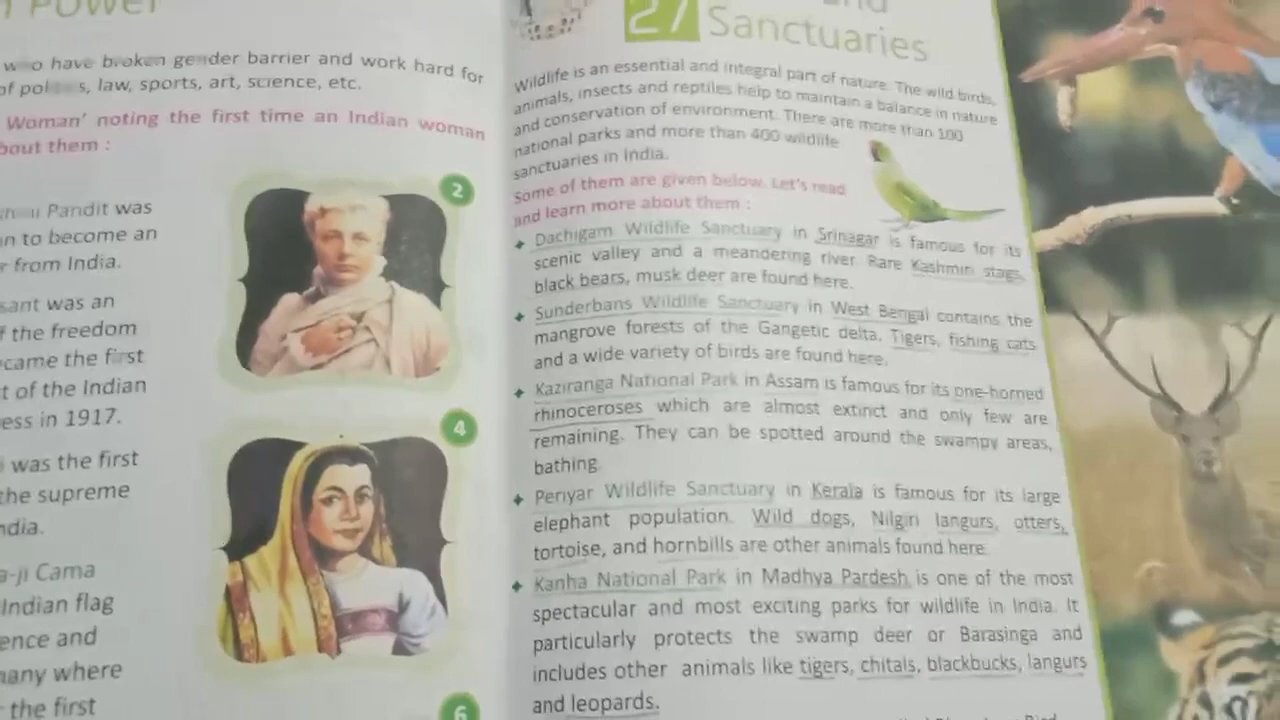 who have broken gender barrier and work hard for
of politics, law, sports, art, science, etc.
Woman' noting the first time an Indian woman
bout them :
2
Pandit was
n to become an
r from India.
sant was an
f the freedom
came the first
t of the Indian
ess in 1917.
4
was the first
the supreme
ndia.
a-ji Cama
Indian flag
ence and
many where
the first
6
27
Sanctuaries
Wildlife is an essential and integral part of nature. The wild birds,
animals, insects and reptiles help to maintain a balance in nature
and conservation of environment. There are more than 100
national parks and more than 400 wildlife
sanctuaries in India.
Some of them are given below. Let's read
and learn more about them :
Dachigam Wildlife Sanctuary in Srinagar is famous for its
scenic valley and a meandering river. Rare Kashmiri stags,
black bears, musk deer are found here.
Sunderbans Wildlife Sanctuary in West Bengal contains the
mangrove forests of the Gangetic delta. Tigers, fishing cats
and a wide variety of birds are found here.
Kaziranga National Park in Assam is famous for its one-horned
rhinoceroses which are almost extinct and only few are
remaining. They can be spotted around the swampy areas,
bathing.
Periyar Wildlife Sanctuary in Kerala is famous for its large
elephant population. Wild dogs, Nilgiri langurs, otters,
tortoise, and hornbills are other animals found here.
Kanha National Park in Madhya Pardesh is one of the most
spectacular and most exciting parks for wildlife in India. It
particularly protects the swamp deer or Barasinga and
includes other animals like tigers, chitals, blackbucks, langurs
and leopards.